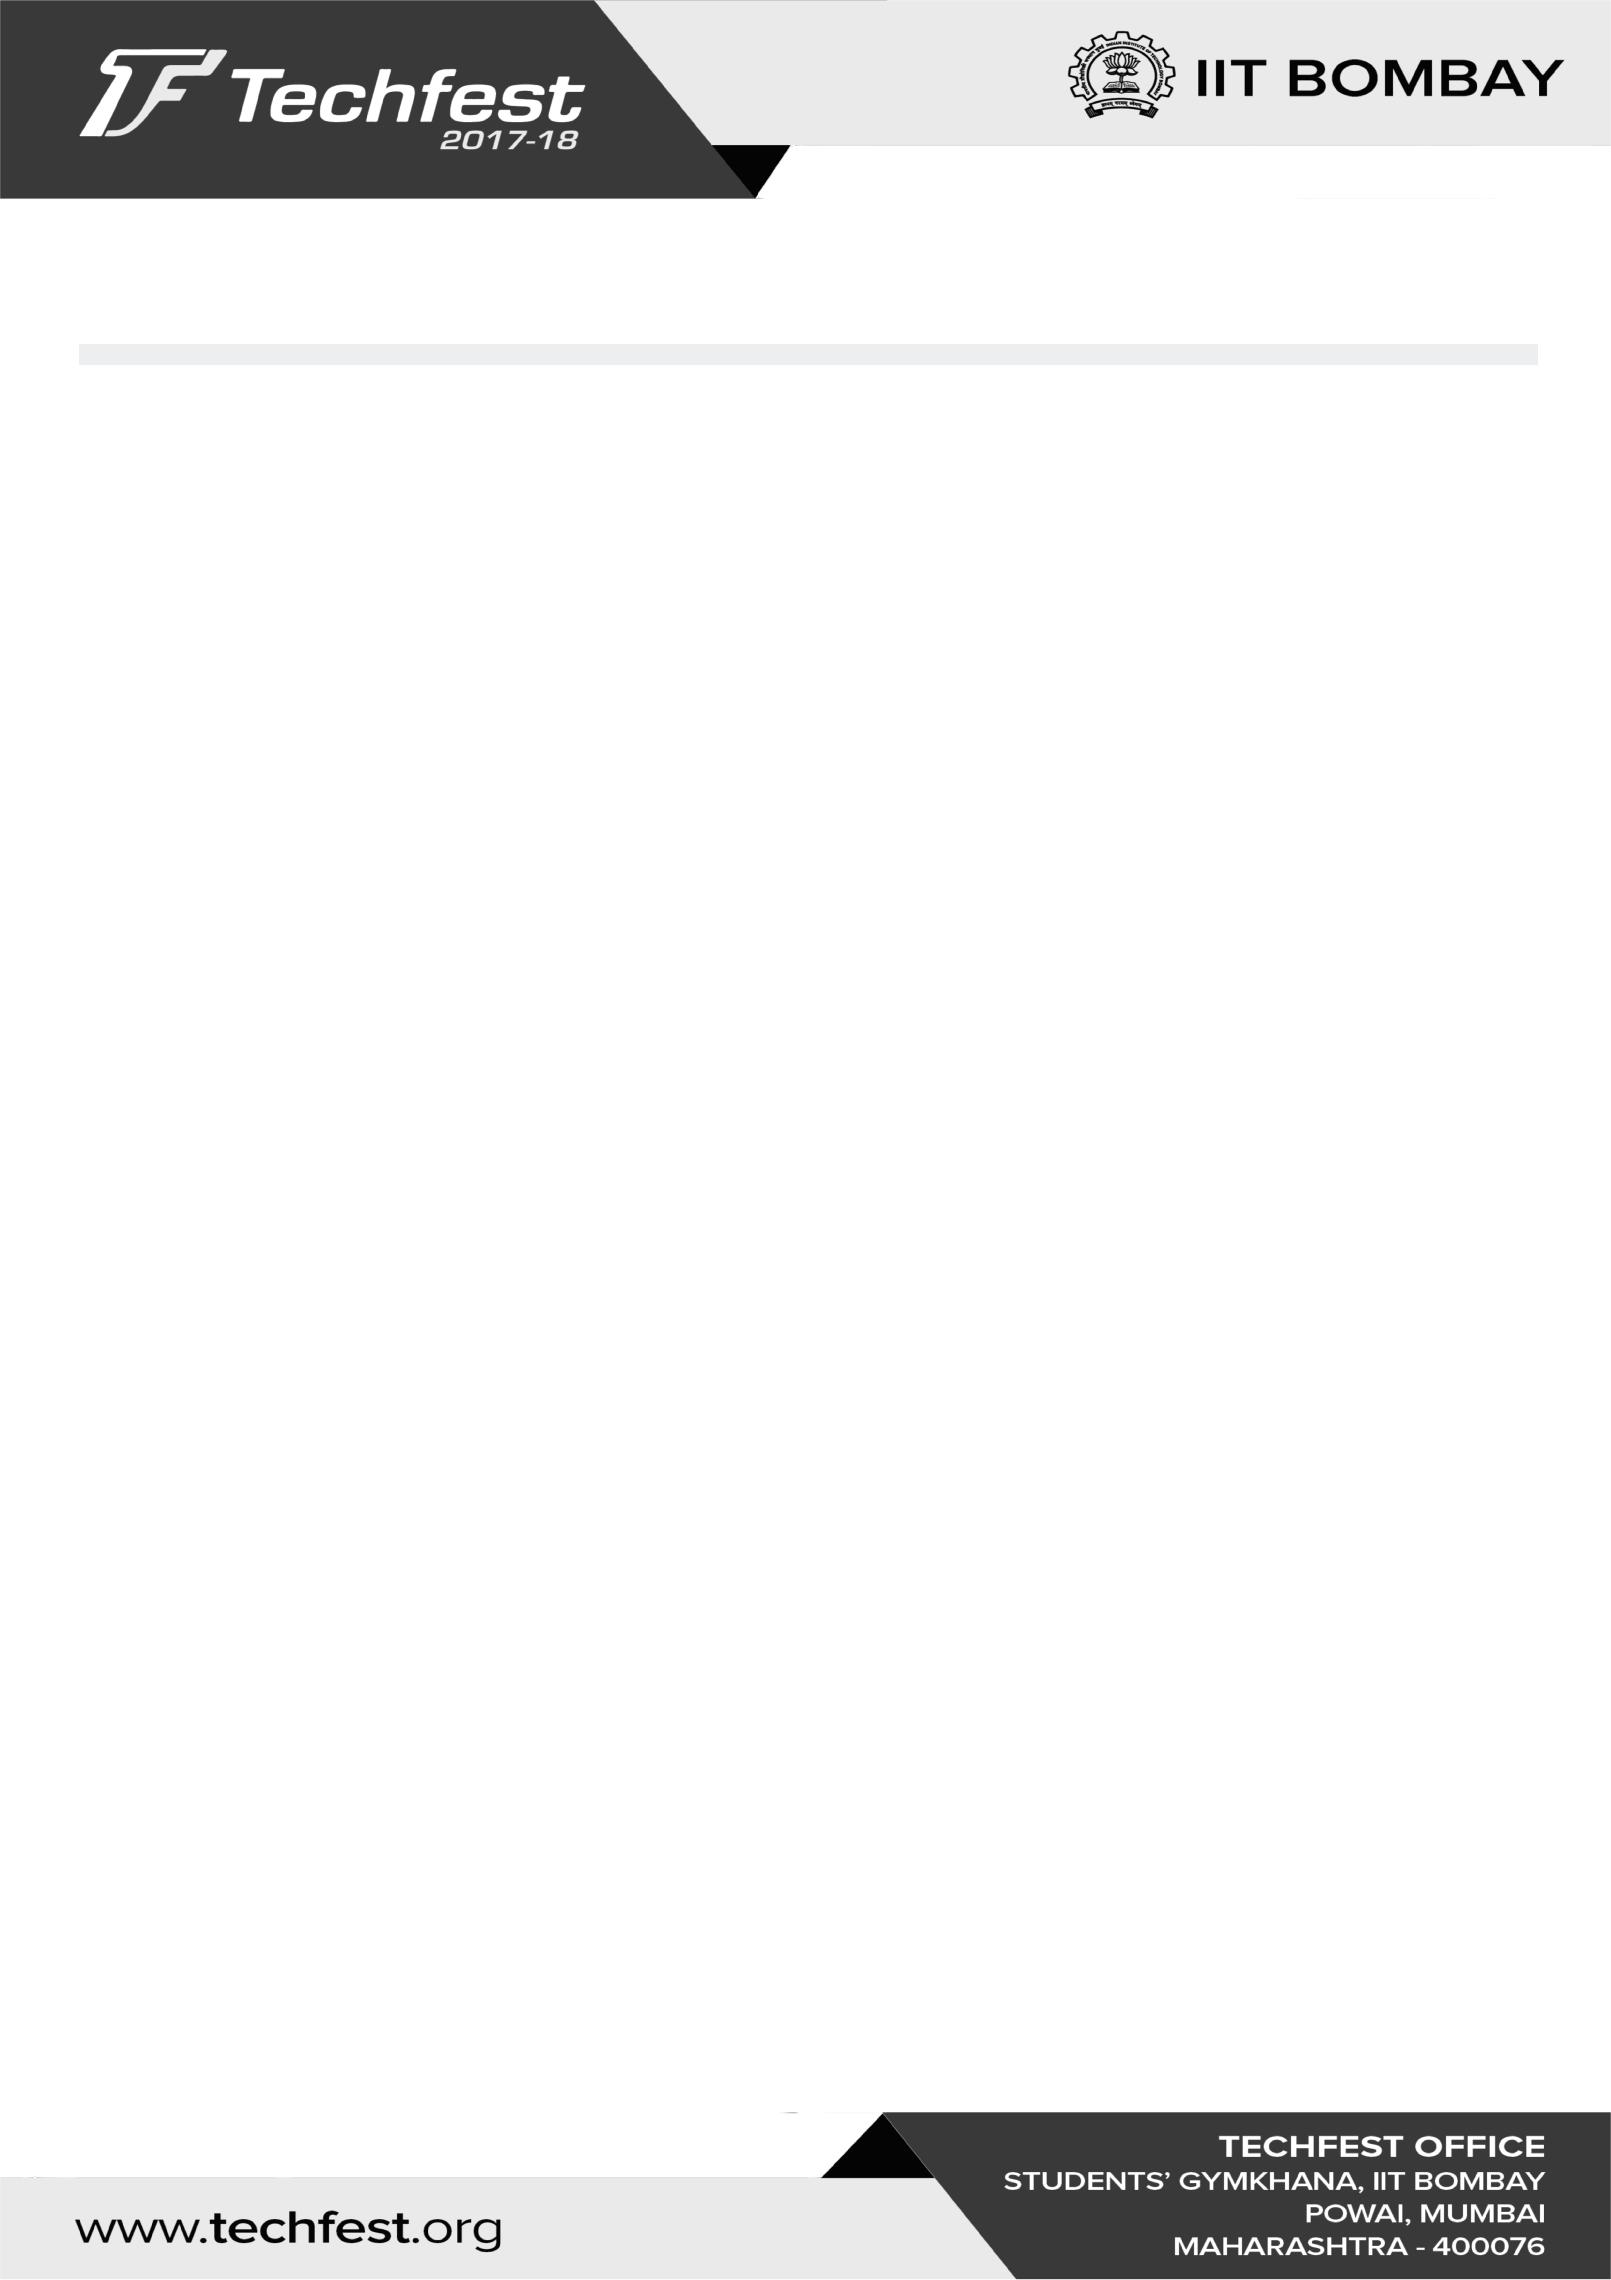 Techfest
2017-18
IIT BOMBAY
www.techfest.org
TECHFEST OFFICE
STUDENTS' GYMKHANA, IIT BOMBAY
POWAI, MUMBAI
MAHARASHTRA - 400076